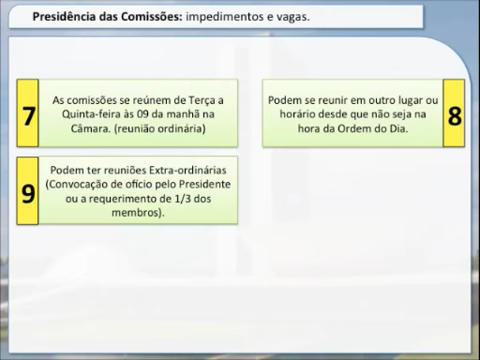 Presidência das Comissões: impedimentos e vagas.
7
As comissões se reúnem de Terça a
Quinta-feira às 09 da manhã na
Câmara. (reunião ordinária)
Podem se reunir em outro lugar ou
horário desde que não seja na
hora da Ordem do Dia.
8
9
Podem ter reuniões Extra-ordinárias
(Convocação de ofício pelo Presidente
ou a requerimento de 1/3 dos
membros).